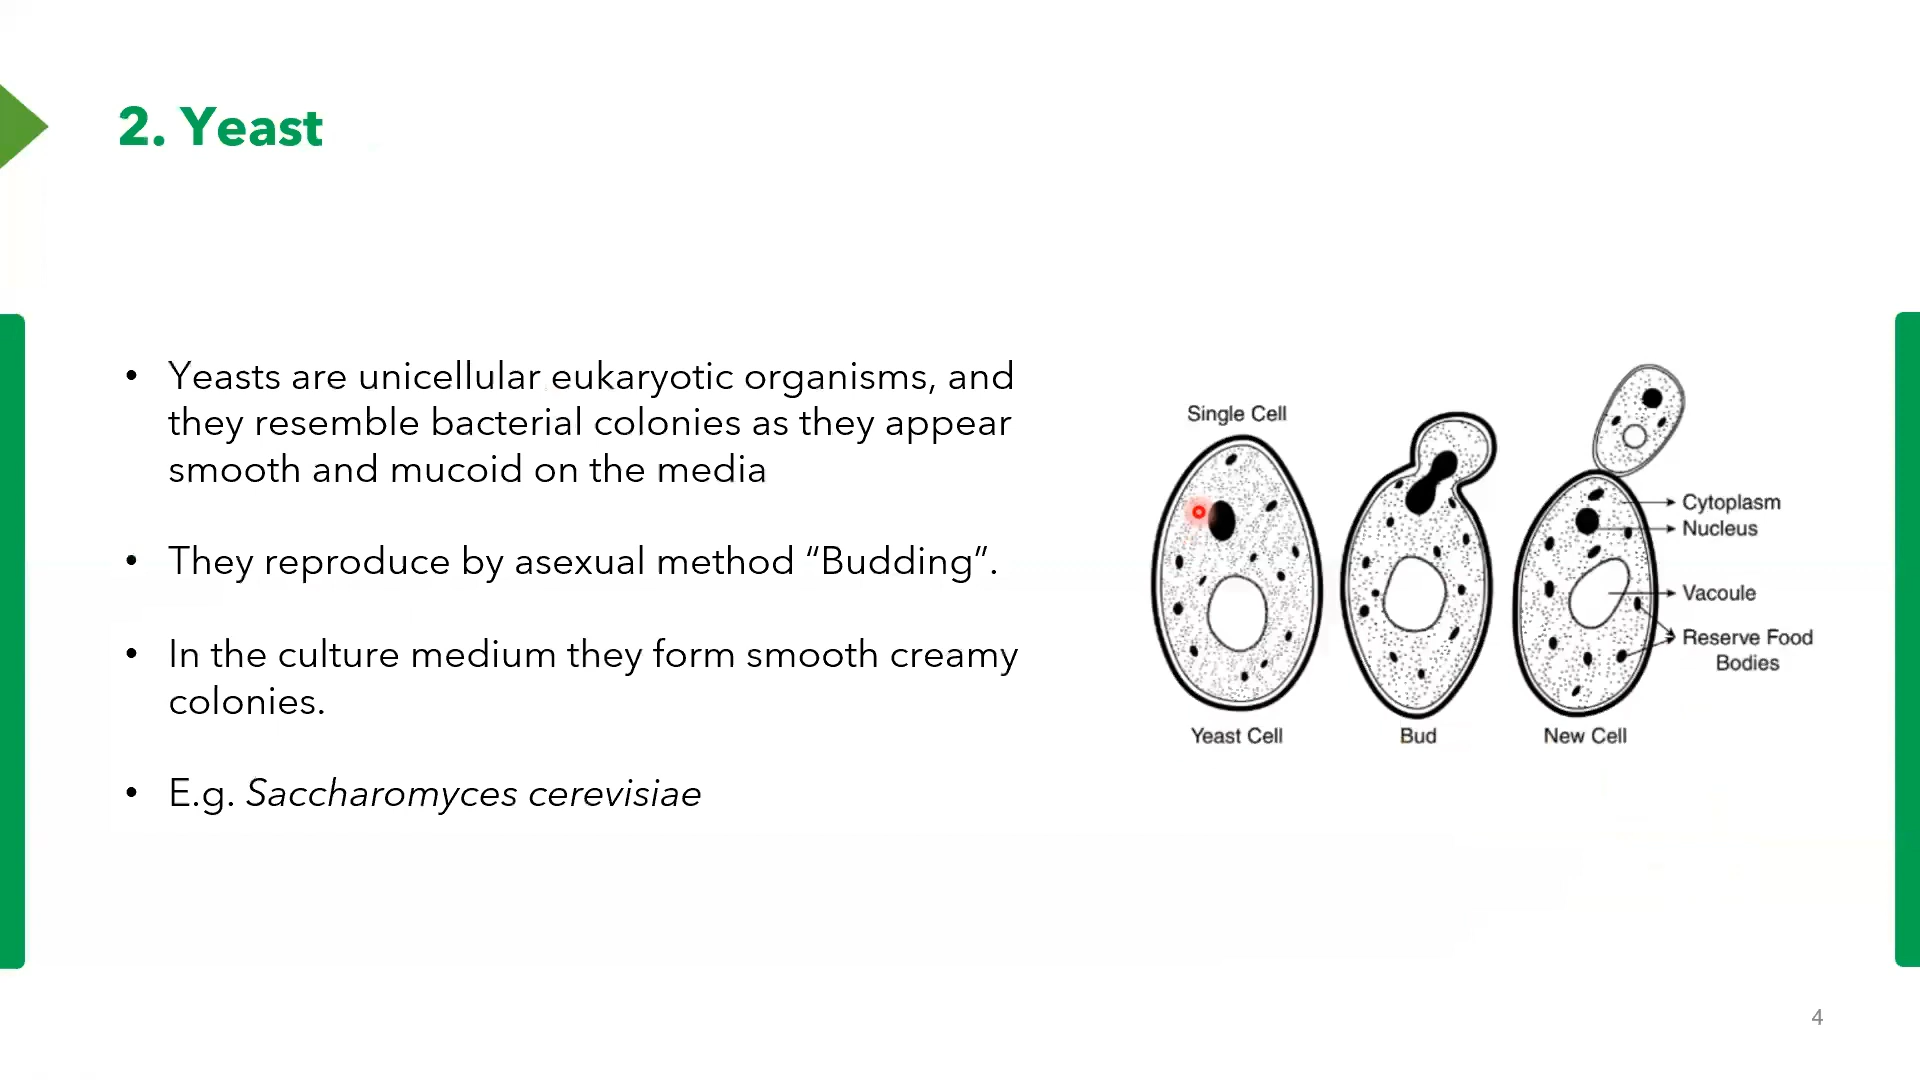 2. Yeast
• Yeasts are unicellular eukaryotic organisms, and
they resemble bacterial colonies as they appear
smooth and mucoid on the media
• They reproduce by asexual method “Budding”.
• In the culture medium they form smooth creamy
colonies.
• E.g. Saccharomyces cerevisiae
Single Cell
Cytoplasm
Nucleus
Vacoule
Reserve Food
Bodies
Yeast Cell
Bud
New Cell
4